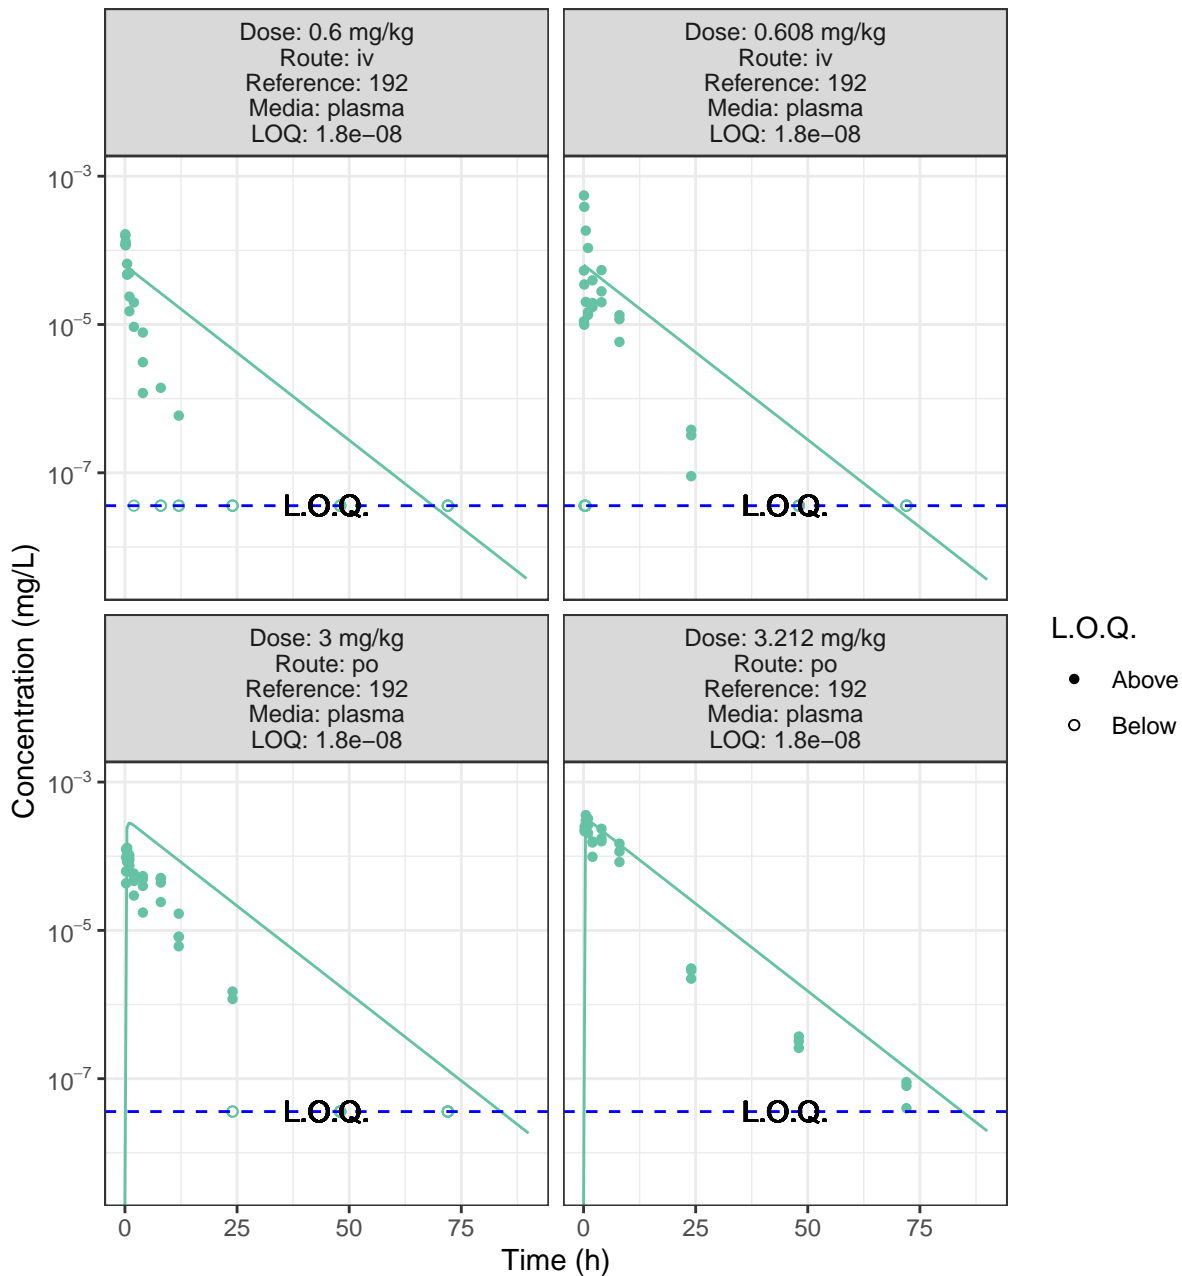 Dose: 0.6 mg/kg
Route: iv
Reference: 192
Media: plasma
LOQ: 1.8e−08
Dose: 0.608 mg/kg
Route: iv
Reference: 192
Media: plasma
LOQ: 1.8e−08
10−3
10−5
10−7
L.O.Q.
L.O.Q.
Dose: 3 mg/kg
Route: po
Reference: 192
Media: plasma
LOQ: 1.8e−08
Dose: 3.212 mg/kg
Route: po
Reference: 192
Media: plasma
LOQ: 1.8e−08
10−3
10−5
10−7
L.O.Q.
L.O.Q.
0 25 50 75
0 25 50 75
Time (h)
Concentration (mg/L)
L.O.Q.
Above
Below